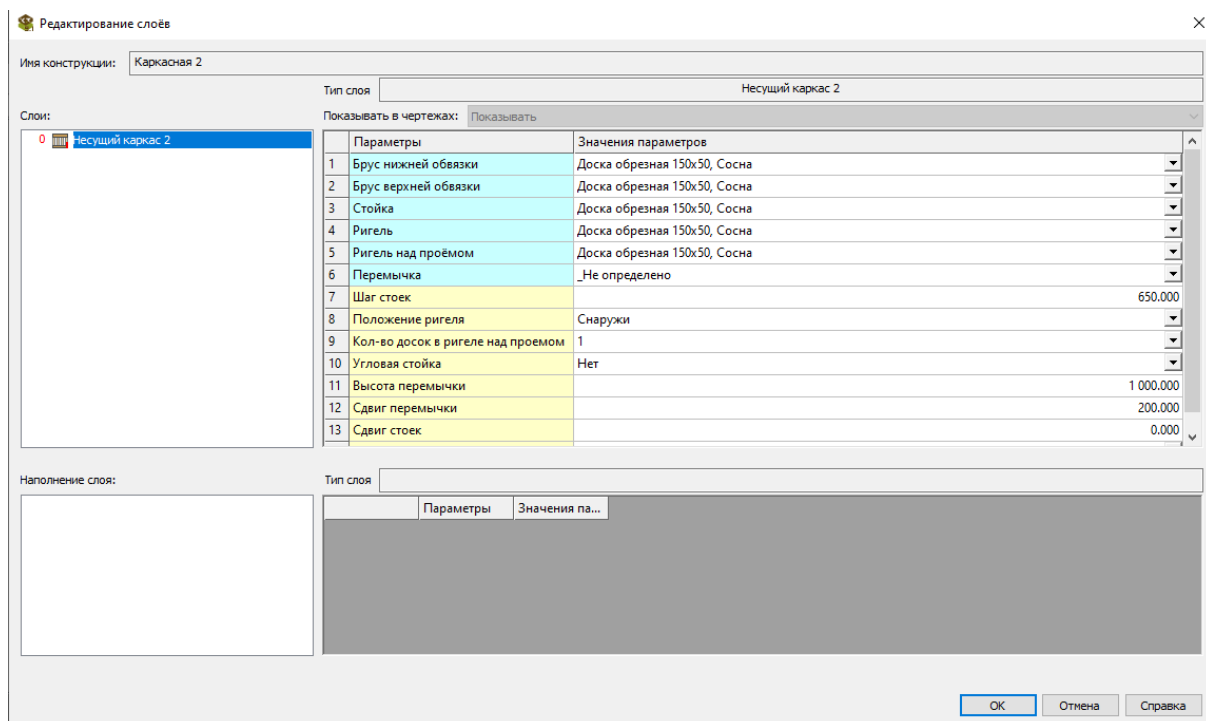 Редактирование слоёв
Имя конструкции: Каркасная 2
Тип слоя Несущий каркас 2
Слои: Показывать в чертежах: Показывать
0 Несущий каркас 2
Параметры Значения параметров
1 Брус нижней обвязки Доска обрезная 150x50, Сосна
2 Брус верхней обвязки Доска обрезная 150x50, Сосна
3 Стойка Доска обрезная 150x50, Сосна
4 Ригель Доска обрезная 150x50, Сосна
5 Ригель над проёмом Доска обрезная 150x50, Сосна
6 Перемычка _Не определено
7 Шаг стоек 650.000
8 Положение ригеля Снаружи
9 Кол-во досок в ригеле над проемом 1
10 Угловая стойка Нет
11 Высота перемычки 1 000.000
12 Сдвиг перемычки 200.000
13 Сдвиг стоек 0.000
Наполнение слоя: Тип слоя
Параметры Значения па...
ОК Отмена Справка